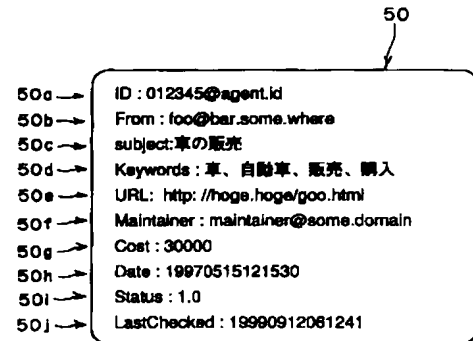 50
50a ID : 012345@agent.id
50b From : foo@bar.some.where
50c subject:車の販売
50d Keywords : 車、自動車、販売、購入
50e URL: http: //hoge.hoge/goo.html
50f Maintainer : maintainer@some.domain
50g Cost : 30000
50h Date : 19970515121530
50i Status : 1.0
50j LastChecked : 19990912061241